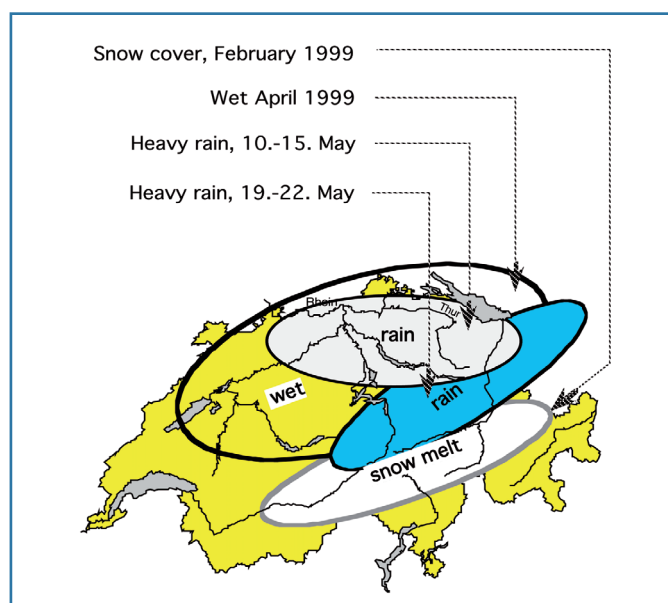 Snow cover, February 1999
Wet April 1999
Heavy rain, 10.-15. May
Heavy rain, 19.-22. May
Rhein
Thur
rain
wet
rain
snow melt